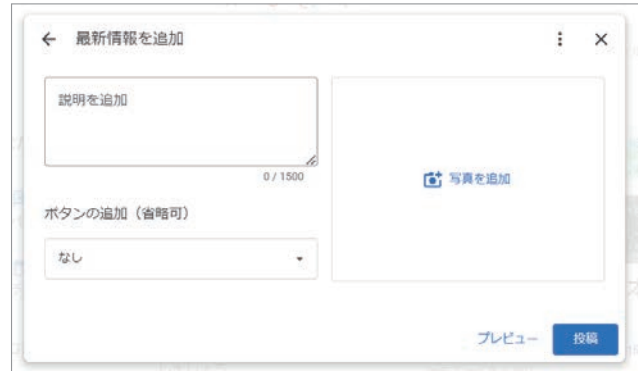 最新情報を追加
説明を追加
0 / 1500
写真を追加
ボタンの追加（省略可）
なし
プレビュー
投稿